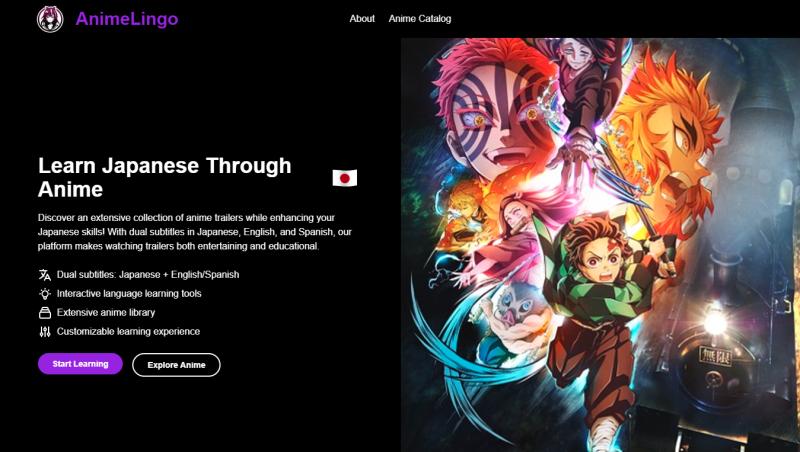 AnimeLingo
About
Anime Catalog
Learn Japanese Through
Anime
Discover an extensive collection of anime trailers while enhancing your
Japanese skills! With dual subtitles in Japanese, English, and Spanish, our
platform makes watching trailers both entertaining and educational.
Dual subtitles: Japanese + English/Spanish
Interactive language learning tools
Extensive anime library
Customizable learning experience
Start Learning
Explore Anime
無限